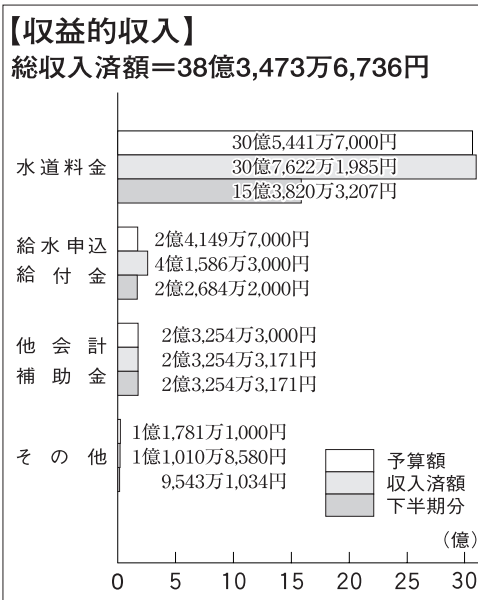 【収益的収入】
総収入済額＝38億3,473万6,736円
水道料金
30億5,441万7,000円
30億7,622万1,985円
15億3,820万3,207円
給水申込
給付金
2億4,149万7,000円
4億1,586万3,000円
2億2,684万2,000円
他会計
補助金
2億3,254万3,000円
2億3,254万3,171円
2億3,254万3,171円
その他
1億1,781万1,000円
1億1,010万8,580円
9,543万1,034円
予算額
収入済額
下半期分
（億）
0 5 10 15 20 25 30